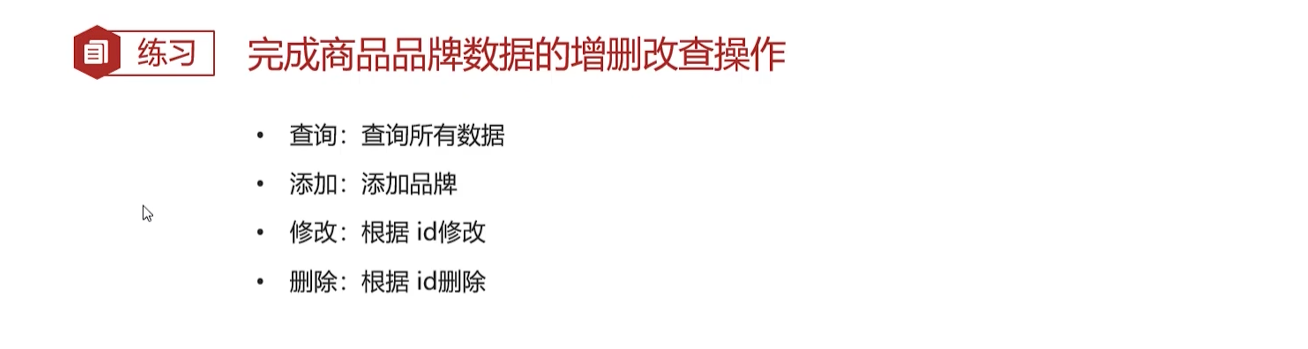 练习 完成商品品牌数据的增删改查操作
• 查询：查询所有数据
• 添加：添加品牌
• 修改：根据 id修改
• 删除：根据 id删除